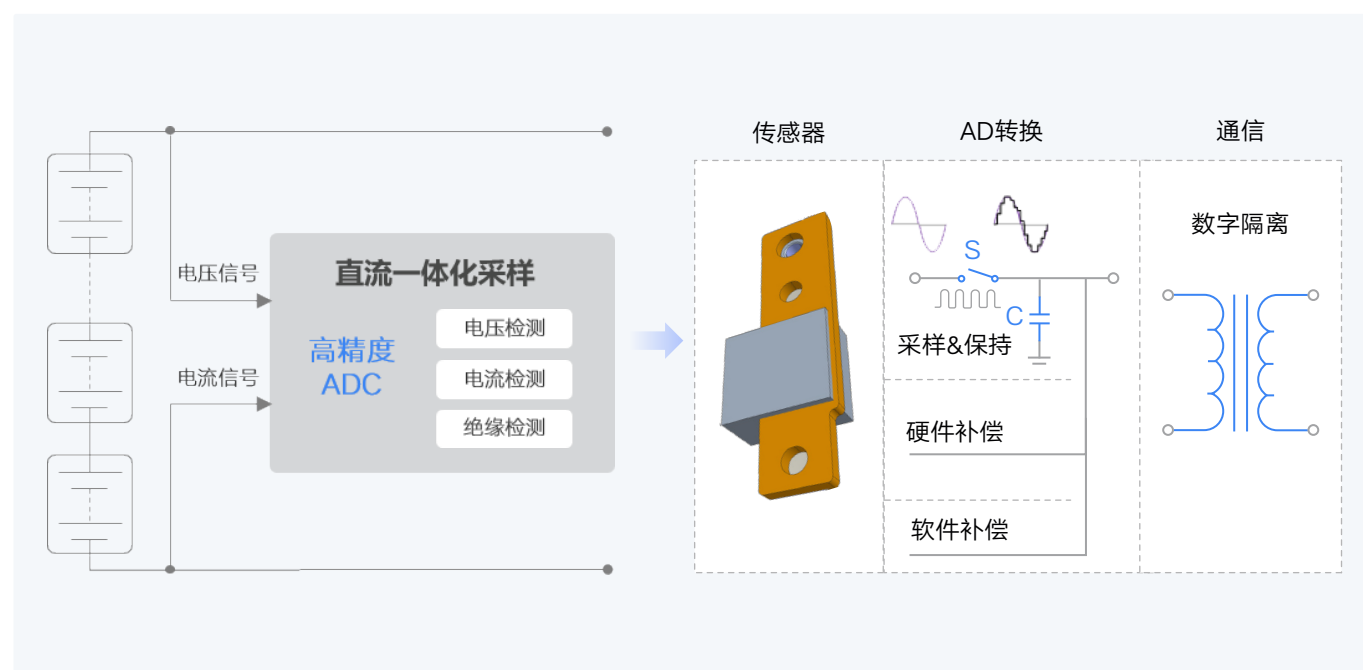 电压信号
电流信号
直流一体化采样
高精度
ADC
电压检测
电流检测
绝缘检测
传感器
AD转换
通信
S
C
采样&保持
硬件补偿
软件补偿
数字隔离